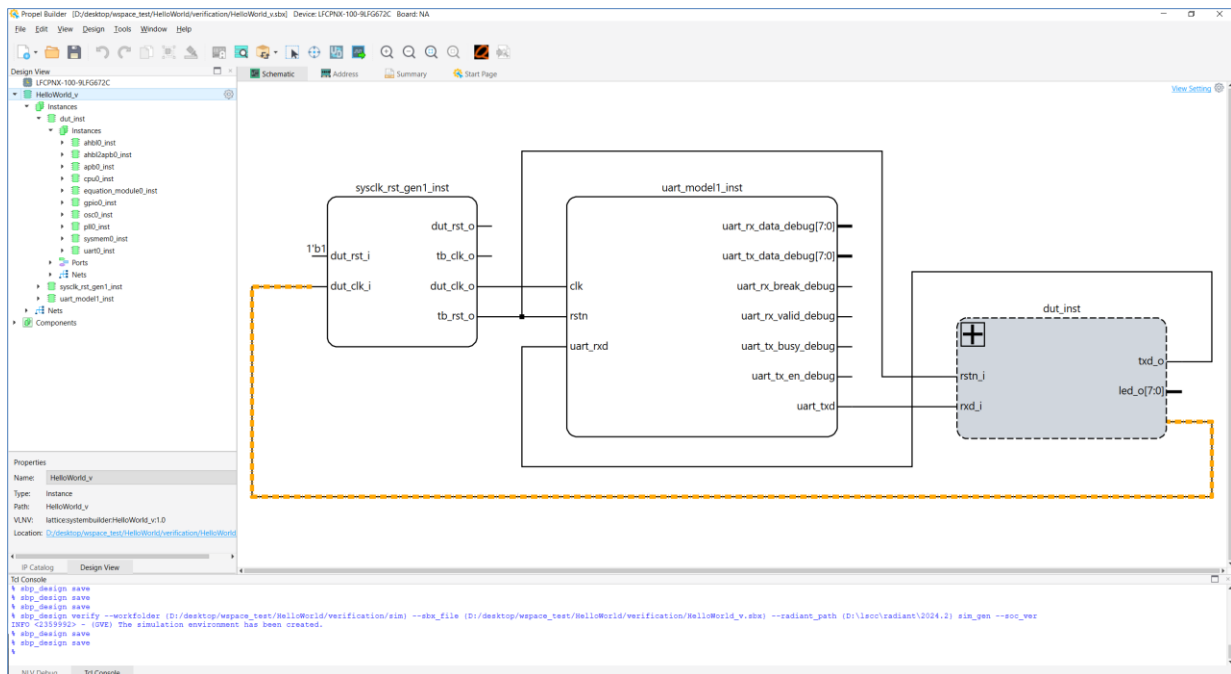 Propel Builder [D:/desktop/wspace_test/HelloWorld/verification/HelloWorld_v.sbx] Device: LFCPNX-100-9LFG672C Board: NA
File Edit View Design Tools Window Help
Design View
Schematic Address Summary Start Page
LFCPNX-100-9LFG672C
View Setting
HelloWorld_v
Instances
dut_inst
Instances
ahbl0_inst
ahbl2apb0_inst
apb0_inst
cpu0_inst
equation_module0_inst
gpio0_inst
osc0_inst
pll0_inst
sysmem0_inst
uart0_inst
Ports
Nets
sysclk_rst_gen1_inst
uart_model1_inst
Nets
Components
sysclk_rst_gen1_inst
1'b1
dut_rst_i
dut_clk_i
dut_rst_o
tb_clk_o
dut_clk_o
tb_rst_o
uart_model1_inst
clk
rstn
uart_rxd
uart_rx_data_debug[7:0]
uart_tx_data_debug[7:0]
uart_rx_break_debug
uart_rx_valid_debug
uart_tx_busy_debug
uart_tx_en_debug
uart_txd
dut_inst
rstn_i
rxd_i
txd_o
led_o[7:0]
Properties
Name: HelloWorld_v
Type: Instance
Path: HelloWorld_v
VLNV: lattice:systembuilder:HelloWorld_v:1.0
Location: D:/desktop/wspace_test/HelloWorld/verification/HelloWorld
IP Catalog Design View
Tcl Console
% sbp_design save
% sbp_design save
% sbp_design save
% sbp_design verify --workfolder {D:/desktop/wspace_test/HelloWorld/verification/sim} --sbx_file {D:/desktop/wspace_test/HelloWorld/verification/HelloWorld_v.sbx} --radiant_path {D:\lscc\radiant\2024.2} sim_gen --soc_ver
INFO <2359992> - (GVE) The simulation environment has been created.
% sbp_design save
% sbp_design save
%
NLV Debug Tcl Console